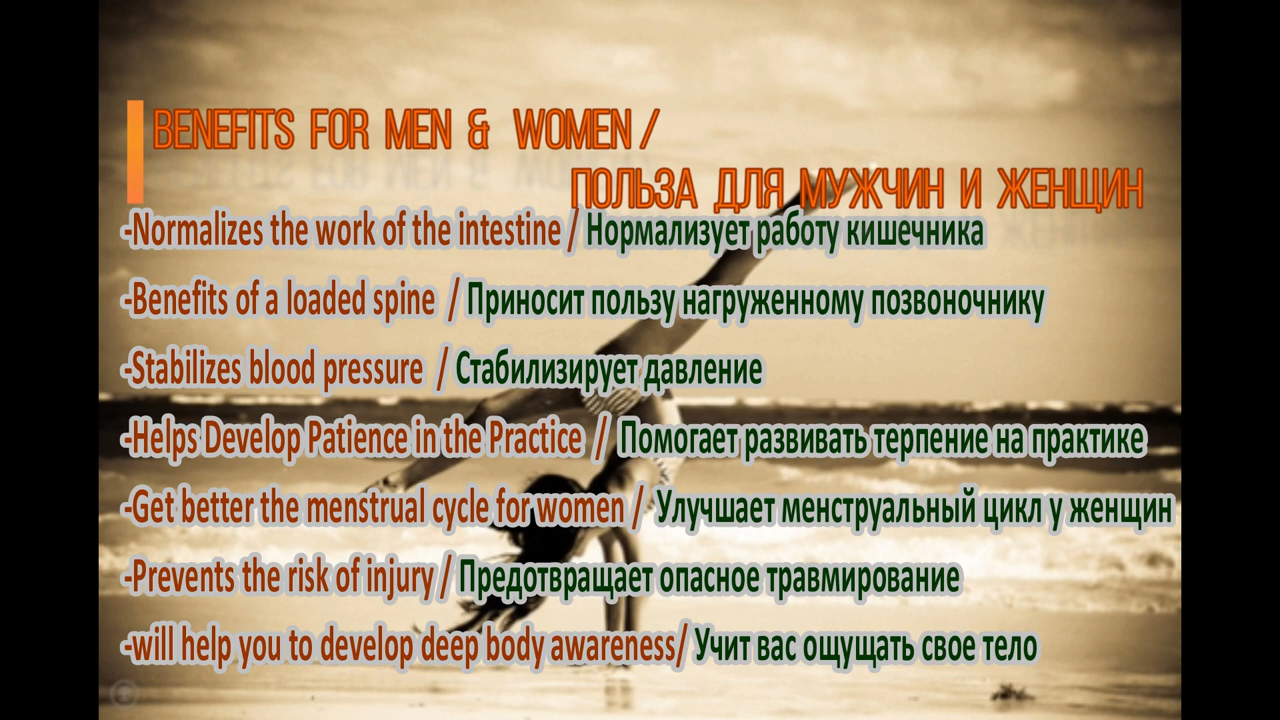 BENEFITS FOR MEN & WOMEN /
ПОЛЬЗА ДЛЯ МУЖЧИН И ЖЕНЩИН
-Normalizes the work of the intestine / Нормализует работу кишечника
-Benefits of a loaded spine / Приносит пользу нагруженному позвоночнику
-Stabilizes blood pressure / Стабилизирует давление
-Helps Develop Patience in the Practice / Помогает развивать терпение на практике
-Get better the menstrual cycle for women / Улучшает менструальный цикл у женщин
-Prevents the risk of injury / Предотвращает опасное травмирование
-will help you to develop deep body awareness/ Учит вас ощущать свое тело